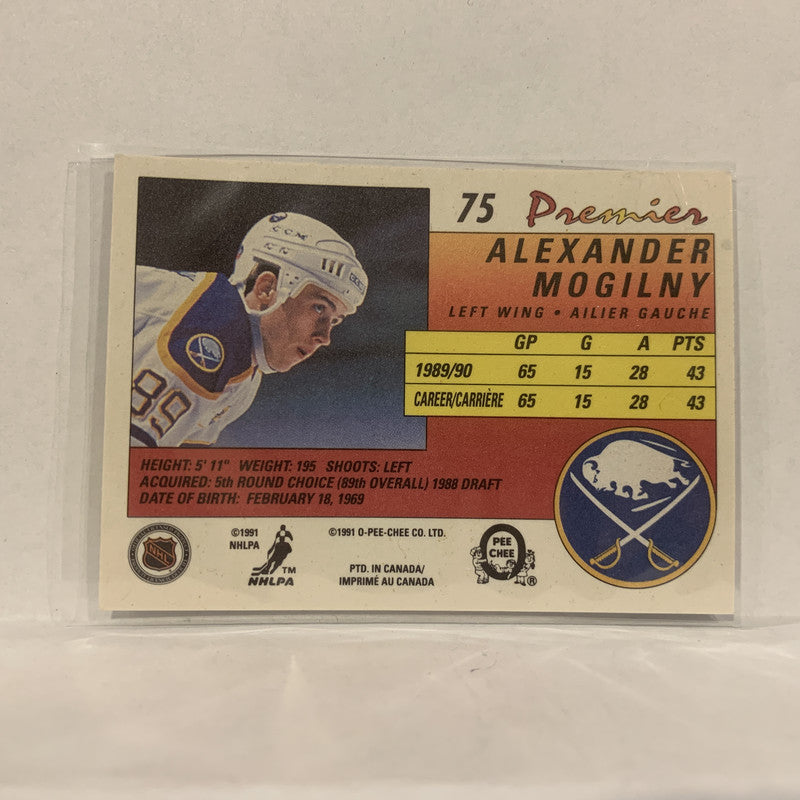 75 Premier
ALEXANDER
MOGILNY
LEFT WING • AILIER GAUCHE
GP G A PTS
1989/90 65 15 28 43
CAREER/CARRIÈRE 65 15 28 43
CCM
89
HEIGHT: 5' 11" WEIGHT: 195 SHOOTS: LEFT
ACQUIRED: 5th ROUND CHOICE (89th OVERALL) 1988 DRAFT
DATE OF BIRTH: FEBRUARY 18, 1969
NHL
©1991
NHLPA
NHLPA TM
©1991 O-PEE-CHEE CO. LTD.
PTD. IN CANADA/
IMPRIMÉ AU CANADA
PEE
CHEE
®